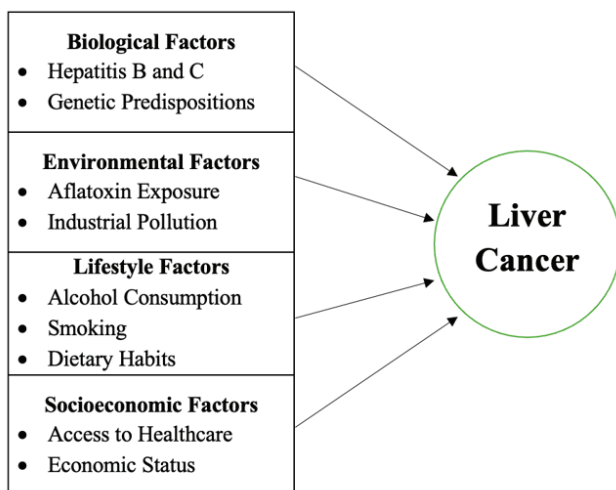 Biological Factors
• Hepatitis B and C
• Genetic Predispositions
Environmental Factors
• Aflatoxin Exposure
• Industrial Pollution
Lifestyle Factors
• Alcohol Consumption
• Smoking
• Dietary Habits
Socioeconomic Factors
• Access to Healthcare
• Economic Status
Liver
Cancer